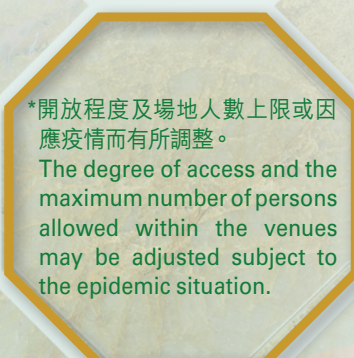 *開放程度及場地人數上限或因
應疫情而有所調整。
The degree of access and the
maximum number of persons
allowed within the venues
may be adjusted subject to
the epidemic situation.